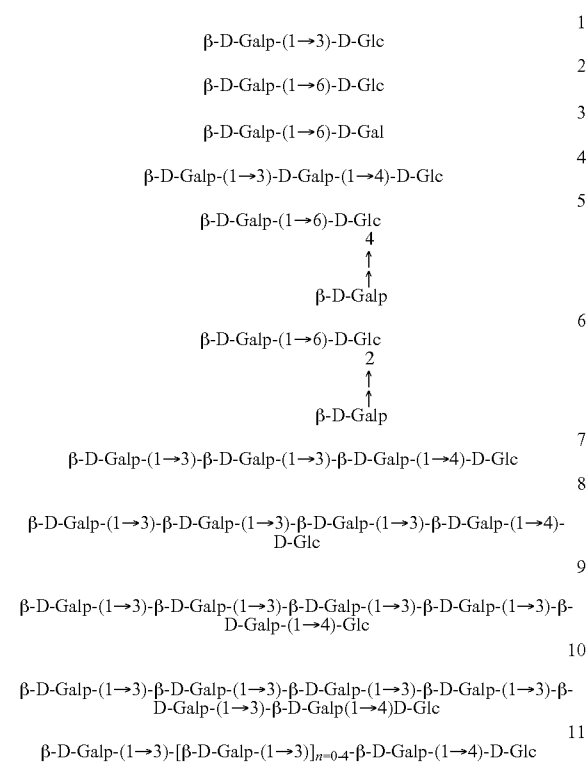 1
β-D-Galp-(1→3)-D-Glc
2
β-D-Galp-(1→6)-D-Glc
3
β-D-Galp-(1→6)-D-Gal
4
β-D-Galp-(1→3)-D-Galp-(1→4)-D-Glc
5
β-D-Galp-(1→6)-D-Glc
4
↑
↑
β-D-Galp
6
β-D-Galp-(1→6)-D-Glc
2
↑
↑
β-D-Galp
7
β-D-Galp-(1→3)-β-D-Galp-(1→3)-β-D-Galp-(1→4)-D-Glc
8
β-D-Galp-(1→3)-β-D-Galp-(1→3)-β-D-Galp-(1→3)-β-D-Galp-(1→4)-
D-Glc
9
β-D-Galp-(1→3)-β-D-Galp-(1→3)-β-D-Galp-(1→3)-β-D-Galp-(1→3)-β-
D-Galp-(1→4)-Glc
10
β-D-Galp-(1→3)-β-D-Galp-(1→3)-β-D-Galp-(1→3)-β-D-Galp-(1→3)-β-
D-Galp-(1→3)-β-D-Galp(1→4)D-Glc
11
β-D-Galp-(1→3)-[β-D-Galp-(1→3)]n=0-4-β-D-Galp-(1→4)-D-Glc